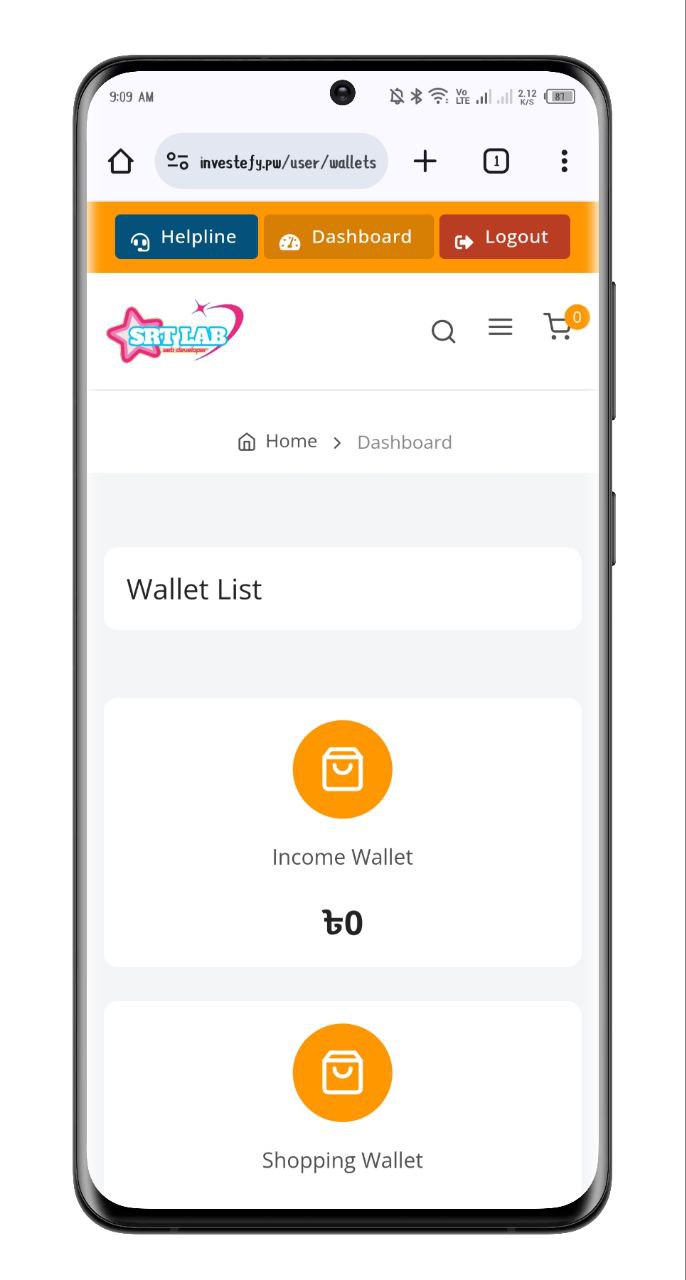 9:09 AM
Vo LTE
2.12 K/S
87
investefy.pw/user/wallets
1
Helpline
Dashboard
Logout
SRT LAB
web developer
0
Home > Dashboard
Wallet List
Income Wallet
৳0
Shopping Wallet